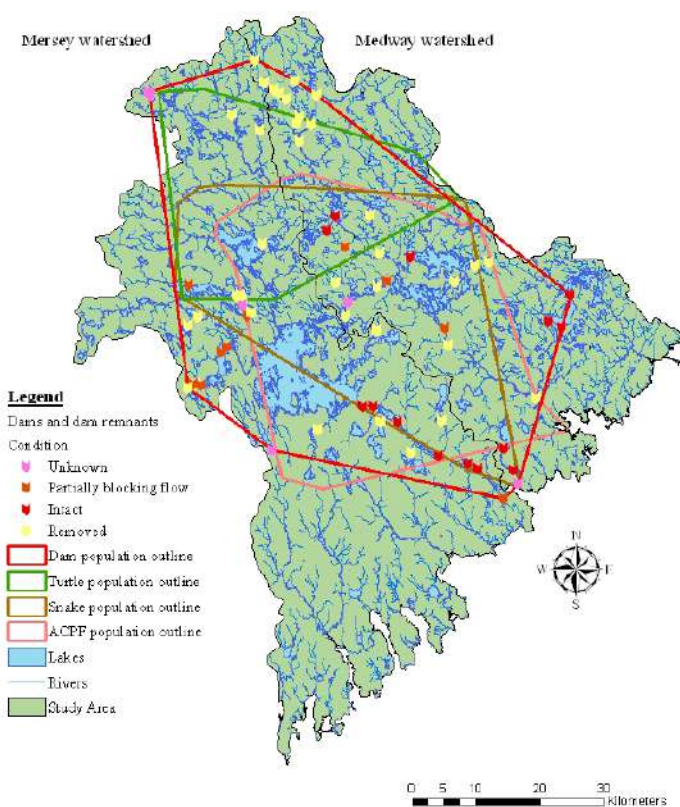 Mersey watershed
Medway watershed
Legend
Dams and dam remnants
Condition
Unknown
Partially blocking flow
Intact
Removed
Dam population outline
Turtle population outline
Snake population outline
ACPF population outline
Lakes
Rivers
Study Area
N
W E
S
0 5 10 20 30
Kilometers